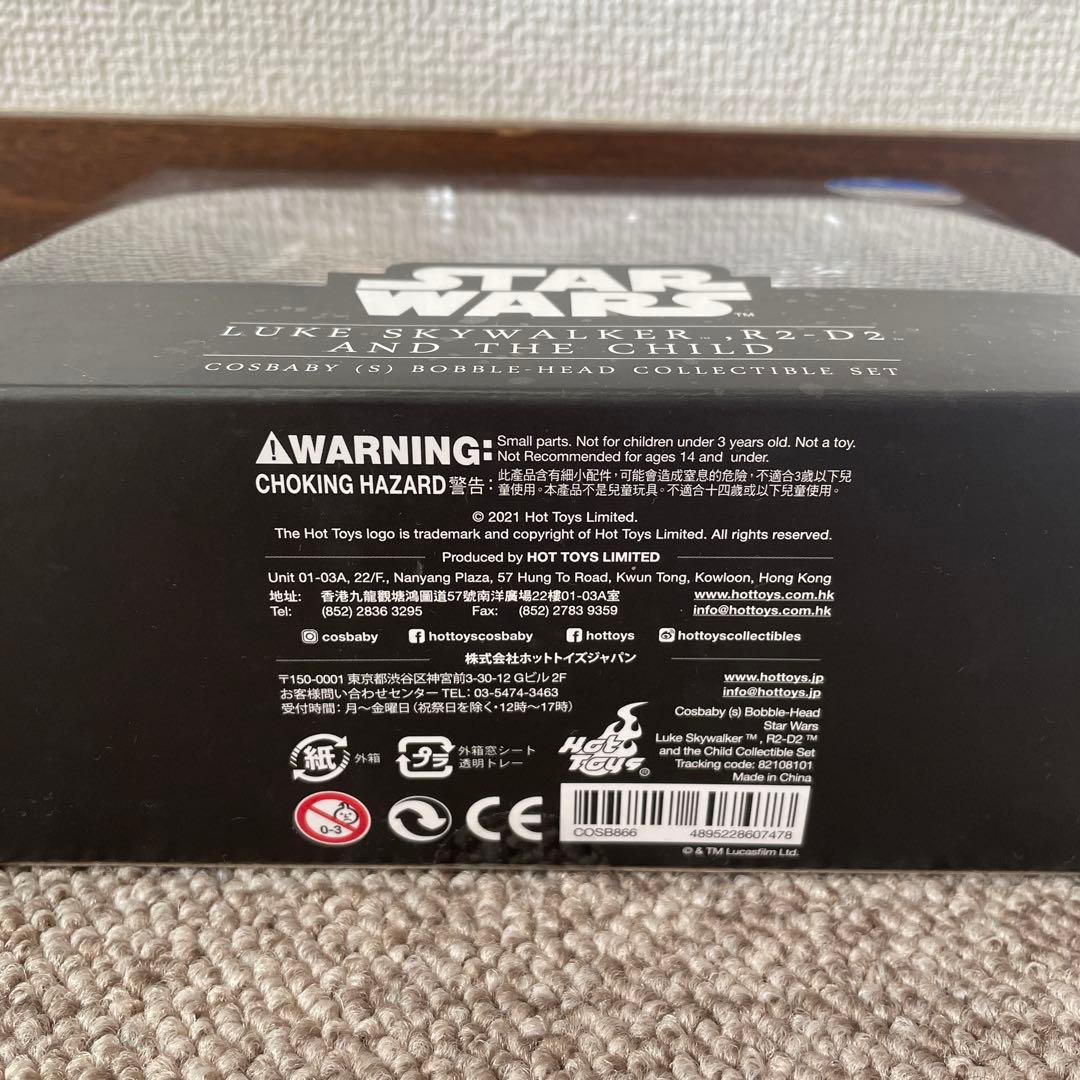 STAR
WARS™
LUKE SKYWALKER™, R2-D2™
AND THE CHILD
COSBABY (S) BOBBLE-HEAD COLLECTIBLE SET
WARNING: Small parts. Not for children under 3 years old. Not a toy.
Not Recommended for ages 14 and under.
CHOKING HAZARD 警告: 此產品含有細小配件,可能會造成窒息的危險,不適合3歲以下兒
童使用。本產品不是兒童玩具。不適合十四歲或以下兒童使用。
© 2021 Hot Toys Limited.
The Hot Toys logo is trademark and copyright of Hot Toys Limited. All rights reserved.
Produced by HOT TOYS LIMITED
Unit 01-03A, 22/F., Nanyang Plaza, 57 Hung To Road, Kwun Tong, Kowloon, Hong Kong
地址: 香港九龍觀塘鴻圖道57號南洋廣場22樓01-03A室 www.hottoys.com.hk
Tel: (852) 2836 3295 Fax: (852) 2783 9359 info@hottoys.com.hk
cosbaby hottoyscosbaby hottoys hottoyscollectibles
株式会社ホットトイズジャパン
〒150-0001 東京都渋谷区神宮前3-30-12 Gビル 2F www.hottoys.jp
お客様問い合わせセンター TEL: 03-5474-3463 info@hottoys.jp
受付時間:月〜金曜日(祝祭日を除く・12時〜17時)
Cosbaby (s) Bobble-Head
Star Wars
Luke Skywalker™, R2-D2™
and the Child Collectible Set
Tracking code: 82108101
Made in China
Hot
Toys®
紙 外箱
プラ 外箱窓シート
透明トレー
0-3
CE
COSB866 4895228607478
© & TM Lucasfilm Ltd.